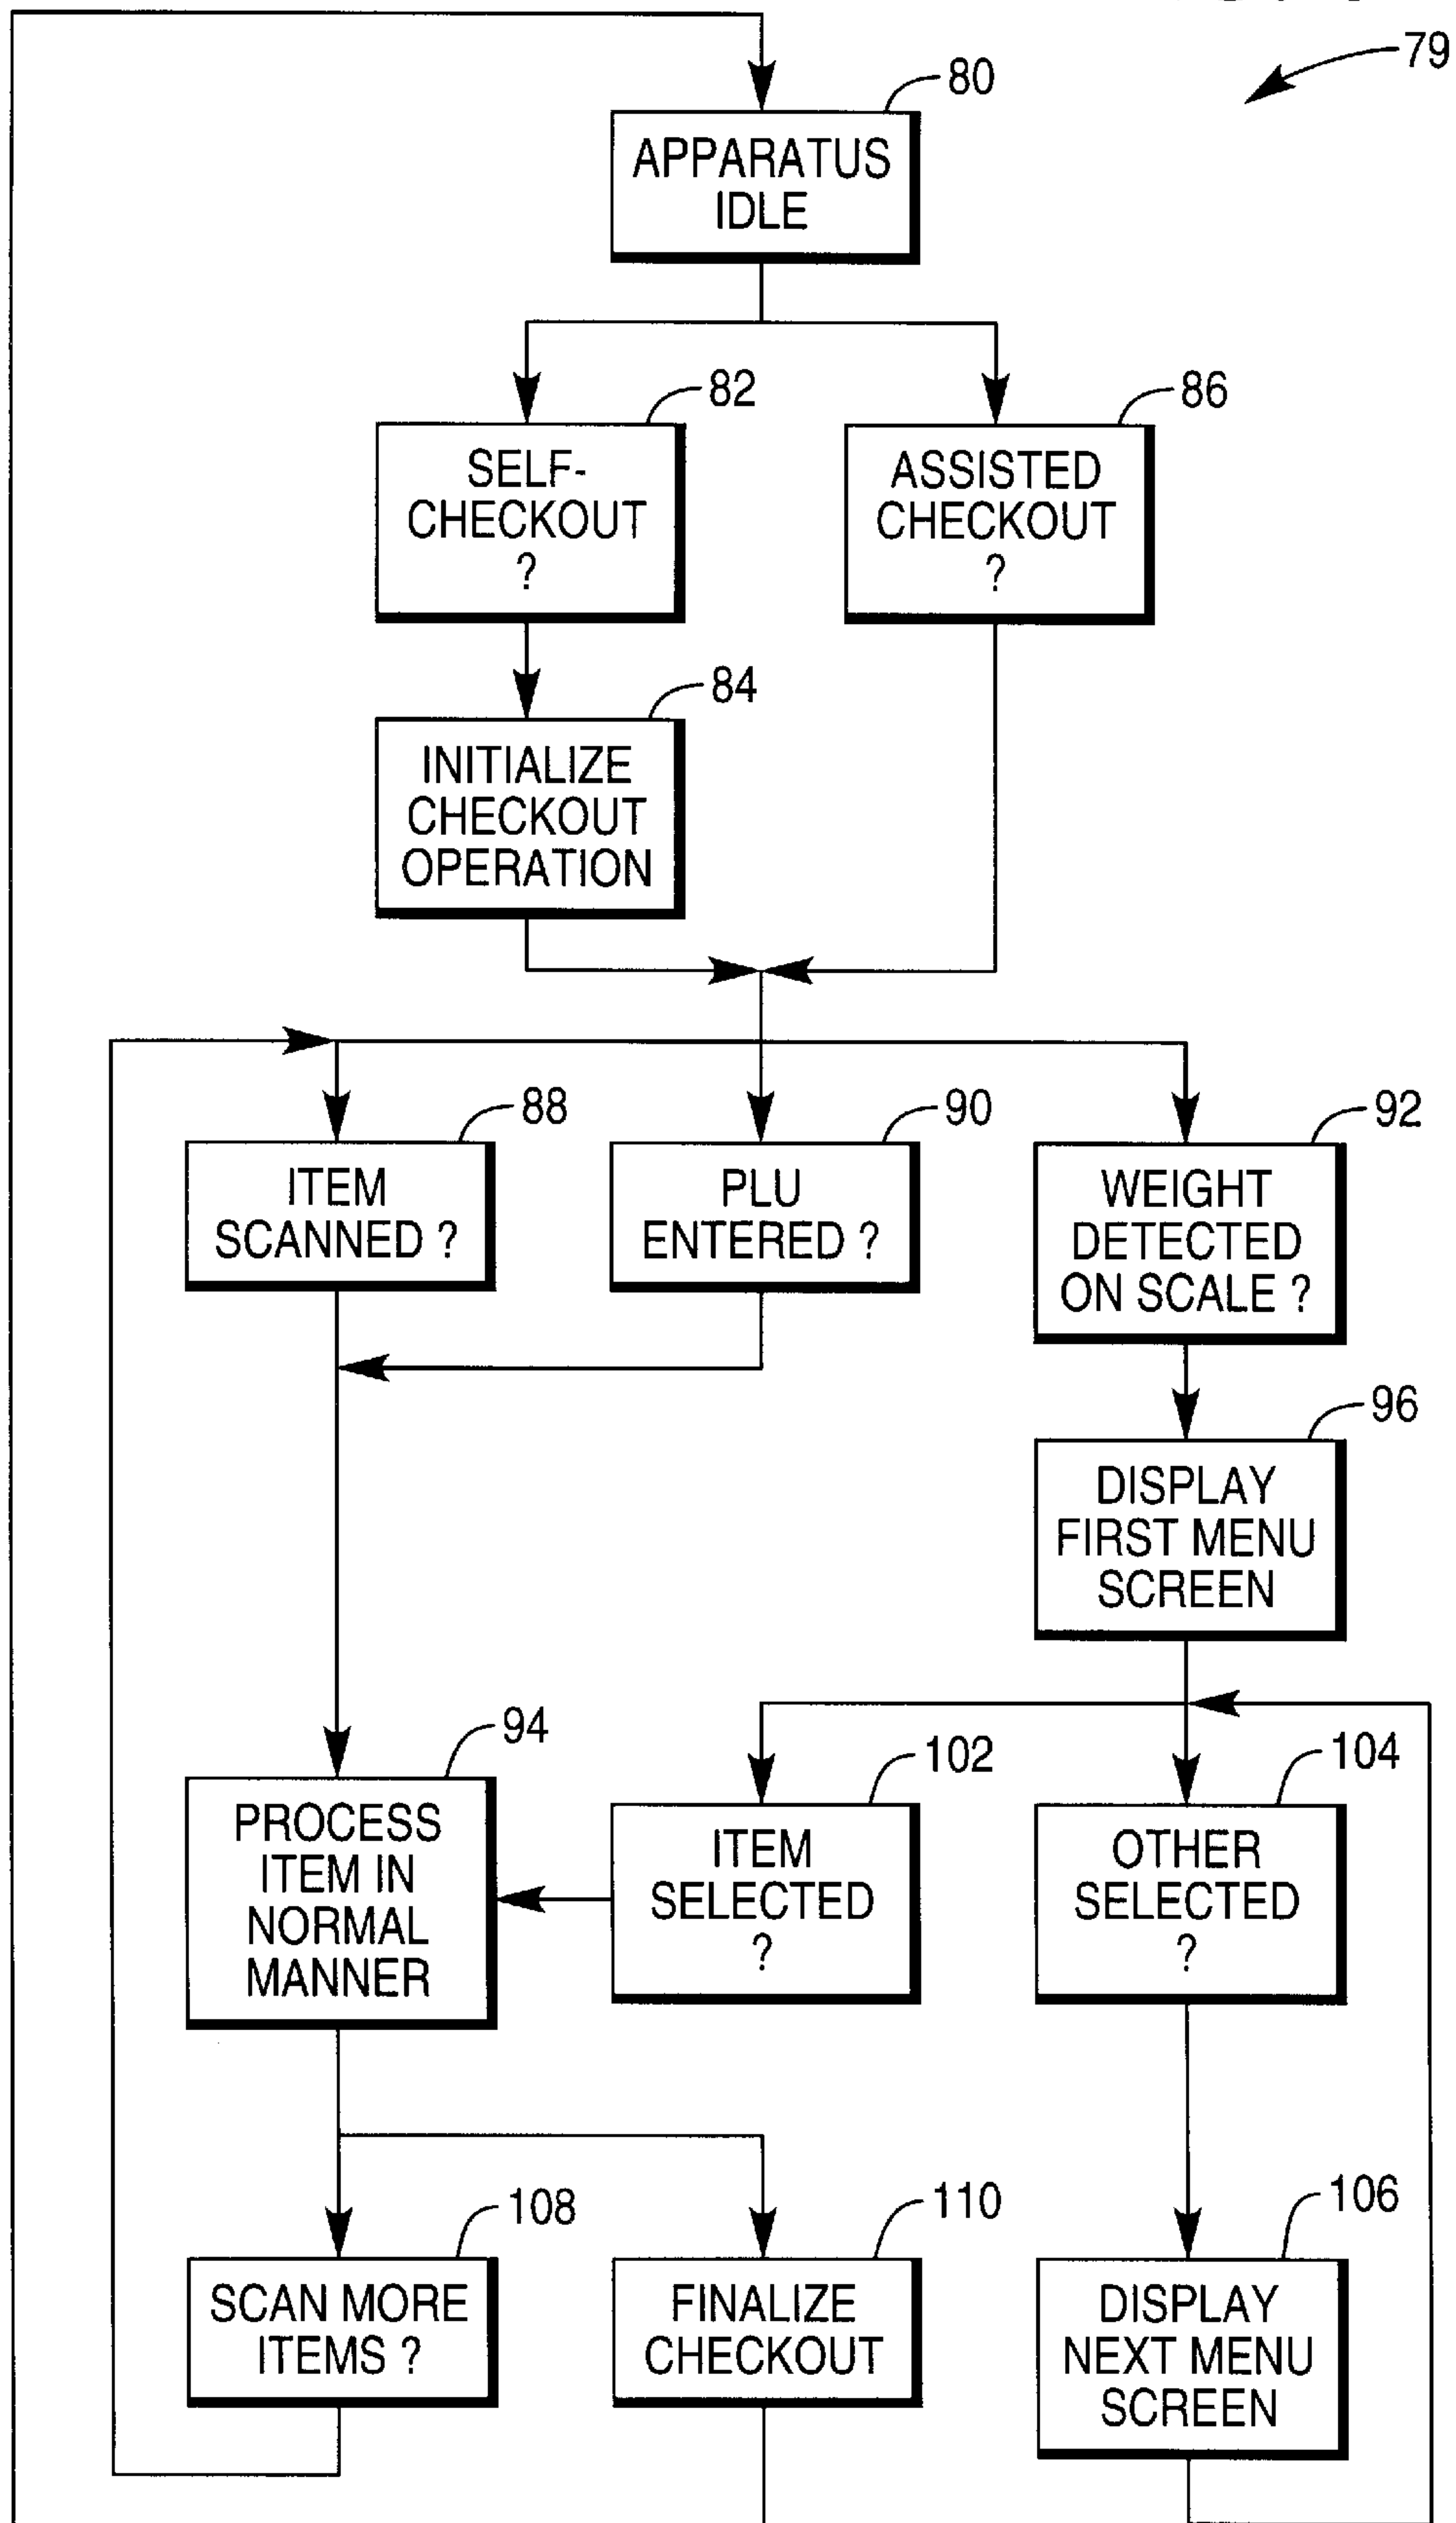 79
80
APPARATUS
IDLE
82
SELF-
CHECKOUT
?
86
ASSISTED
CHECKOUT
?
84
INITIALIZE
CHECKOUT
OPERATION
88
ITEM
SCANNED ?
90
PLU
ENTERED ?
92
WEIGHT
DETECTED
ON SCALE ?
96
DISPLAY
FIRST MENU
SCREEN
94
PROCESS
ITEM IN
NORMAL
MANNER
102
ITEM
SELECTED
?
104
OTHER
SELECTED
?
108
SCAN MORE
ITEMS ?
110
FINALIZE
CHECKOUT
106
DISPLAY
NEXT MENU
SCREEN